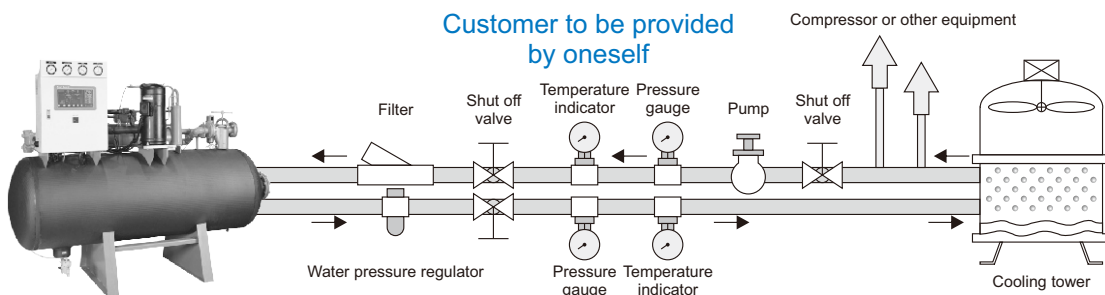 Customer to be provided
by oneself
Compressor or other equipment
Filter
Shut off
valve
Temperature
indicator
Pressure
gauge
Pump
Shut off
valve
Water pressure regulator
Pressure
gauge
Temperature
indicator
Cooling tower